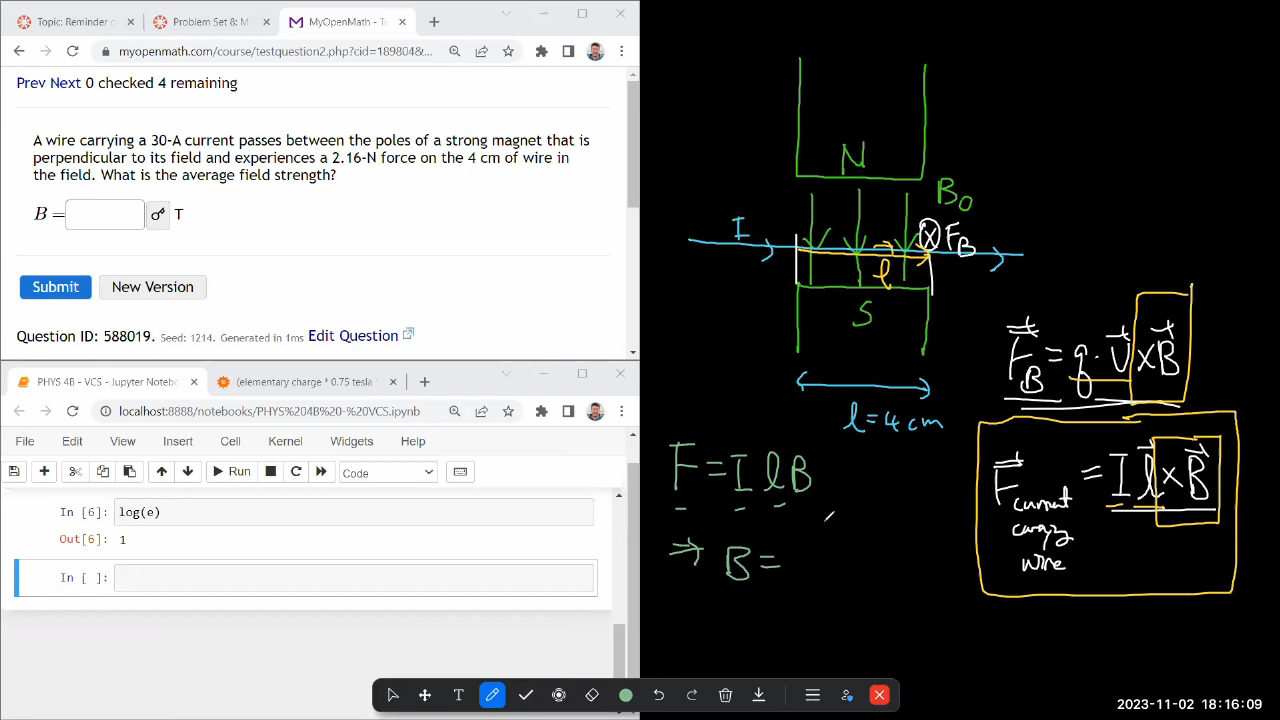 Topic: Reminder o
Problem Set 8: M
MyOpenMath - Te
myopenmath.com/course/testquestion2.php?cid=189804&...
Prev Next 0 checked 4 remaining
A wire carrying a 30-A current passes between the poles of a strong magnet that is
perpendicular to its field and experiences a 2.16-N force on the 4 cm of wire in
the field. What is the average field strength?
B = T
Submit New Version
Question ID: 588019. Seed: 1214. Generated in 1ms Edit Question
PHYS 4B - VCS - Jupyter Notebo
(elementary charge * 0.75 tesla
localhost:8888/notebooks/PHYS%204B%20-%20VCS.ipynb
File Edit View Insert Cell Kernel Widgets Help
Run Code
In [6]: log(e)
Out[6]: 1
In [ ]:
N
B₀
I
X F_B
l
S
l = 4 cm
F = I l B
⇒ B =
F_B = q · V × B
F current carryg wire = I l × B
T
2023-11-02 18:16:09